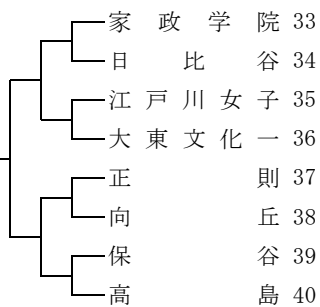 家政学院 33
日比谷 34
江戸川女子 35
大東文化一 36
正則 37
向丘 38
保谷 39
高島 40